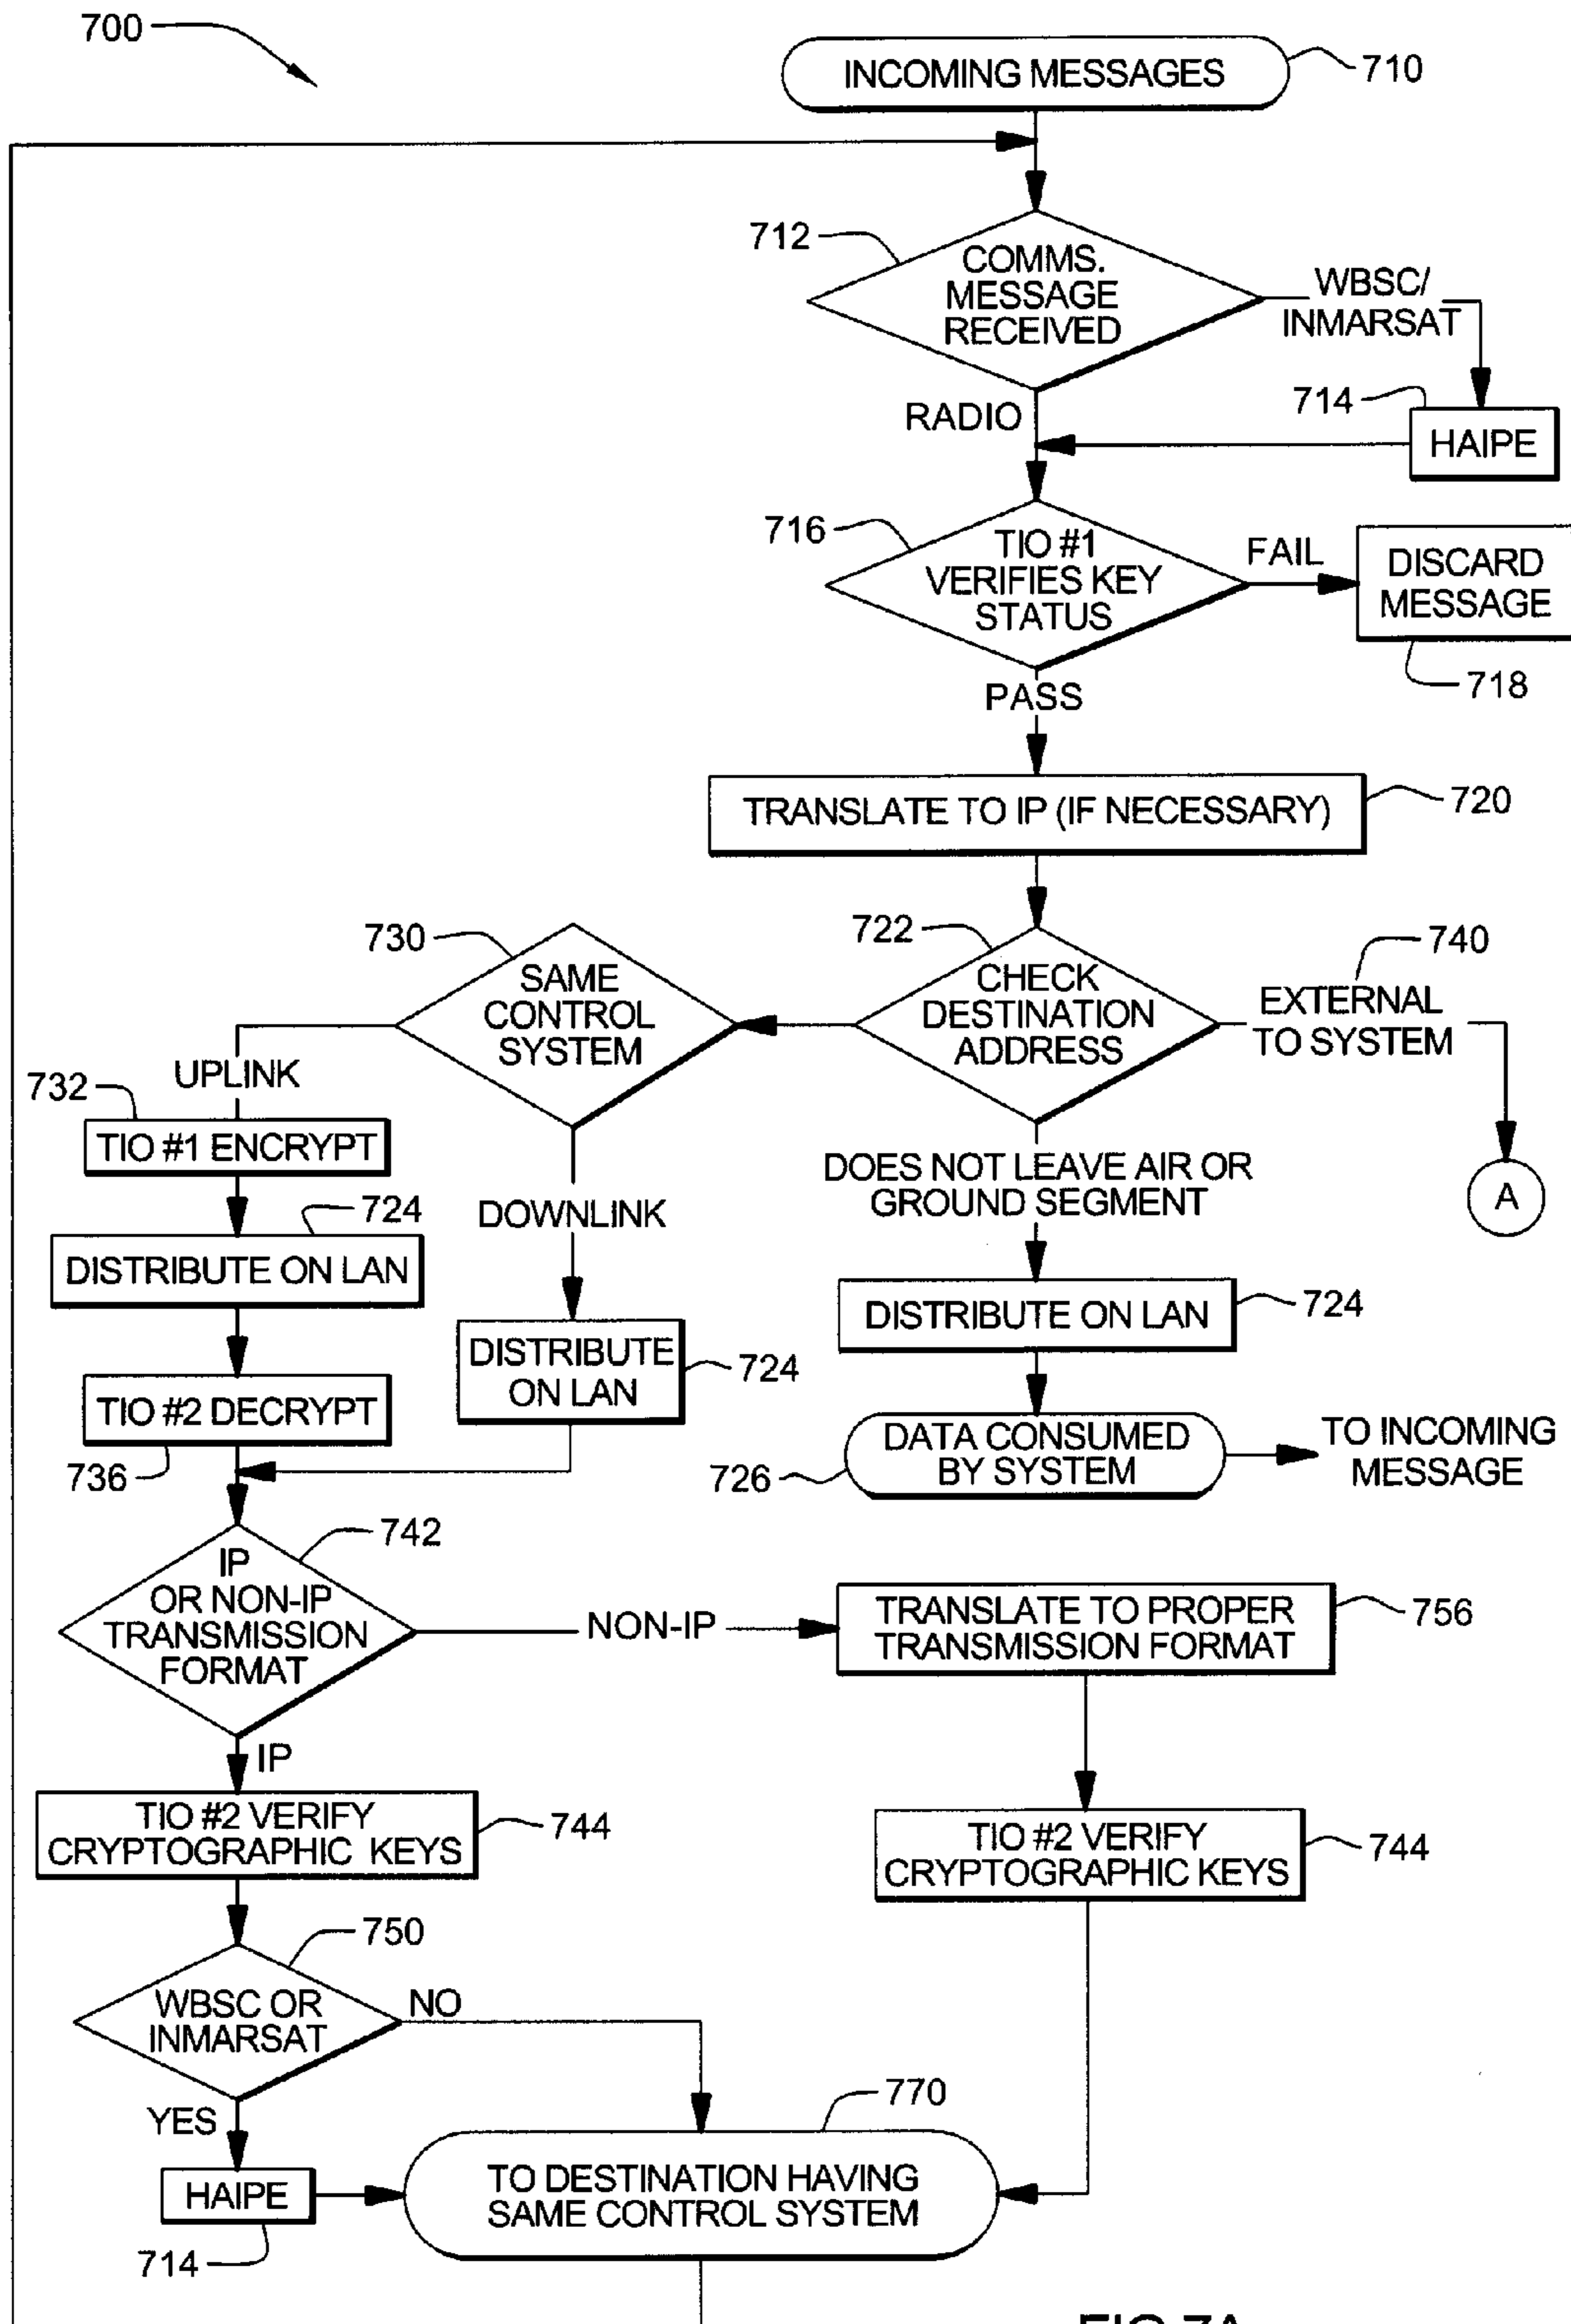 700
INCOMING MESSAGES
710
712
COMMS.
MESSAGE
RECEIVED
WBSC/
INMARSAT
RADIO
714
HAIPE
716
TIO #1
VERIFIES KEY
STATUS
FAIL
DISCARD
MESSAGE
718
PASS
TRANSLATE TO IP (IF NECESSARY)
720
730
SAME
CONTROL
SYSTEM
722
CHECK
DESTINATION
ADDRESS
740
EXTERNAL
TO SYSTEM
A
UPLINK
732
TIO #1 ENCRYPT
724
DISTRIBUTE ON LAN
DOWNLINK
DOES NOT LEAVE AIR OR
GROUND SEGMENT
DISTRIBUTE ON LAN
724
TIO #2 DECRYPT
736
DISTRIBUTE
ON LAN
724
DATA CONSUMED
BY SYSTEM
726
TO INCOMING
MESSAGE
742
IP
OR NON-IP
TRANSMISSION
FORMAT
NON-IP
TRANSLATE TO PROPER
TRANSMISSION FORMAT
756
IP
TIO #2 VERIFY
CRYPTOGRAPHIC KEYS
744
TIO #2 VERIFY
CRYPTOGRAPHIC KEYS
744
750
WBSC OR
INMARSAT
NO
YES
HAIPE
714
770
TO DESTINATION HAVING
SAME CONTROL SYSTEM
FIG 7A